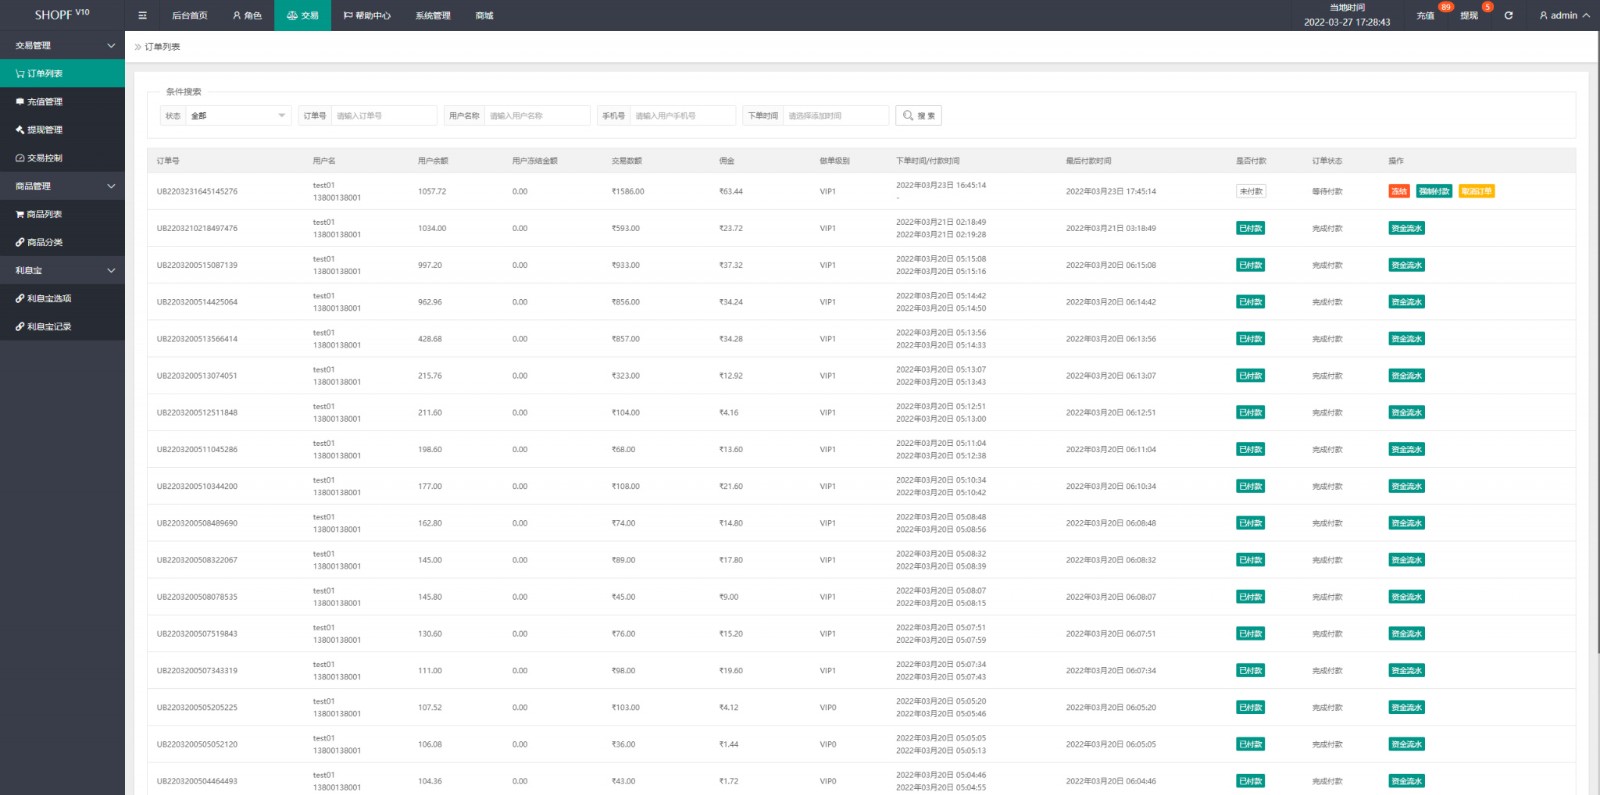 SHOPF V10
后台首页
角色
交易
帮助中心
系统管理
商城
当地时间
2022-03-27 17:28:43
充值 89
提现 5
admin
交易管理
订单列表
充值管理
提现管理
交易控制
商品管理
商品列表
商品分类
利息宝
利息宝选项
利息宝记录
订单列表
条件搜索
状态 全部 订单号 请输入订单号 用户名称 请输入用户名称 手机号 请输入用户手机号 下单时间 请选择添加时间 搜 索
订单号 用户名 用户余额 用户冻结金额 交易数额 佣金 做单级别 下单时间/付款时间 最后付款时间 是否付款 订单状态 操作
UB2203231645145276 test01 1057.72 0.00 ₹1586.00 ₹63.44 VIP1 2022年03月23日 16:45:14 2022年03月23日 17:45:14 未付款 等待付款 冻结 强制付款 取消订单
13800138001 -
UB2203210218497476 test01 1034.00 0.00 ₹593.00 ₹23.72 VIP1 2022年03月21日 02:18:49 2022年03月21日 03:18:49 已付款 完成付款 资金流水
13800138001 2022年03月21日 02:19:28
UB2203200515087139 test01 997.20 0.00 ₹933.00 ₹37.32 VIP1 2022年03月20日 05:15:08 2022年03月20日 06:15:08 已付款 完成付款 资金流水
13800138001 2022年03月20日 05:15:16
UB2203200514425064 test01 962.96 0.00 ₹856.00 ₹34.24 VIP1 2022年03月20日 05:14:42 2022年03月20日 06:14:42 已付款 完成付款 资金流水
13800138001 2022年03月20日 05:14:50
UB2203200513566414 test01 428.68 0.00 ₹857.00 ₹34.28 VIP1 2022年03月20日 05:13:56 2022年03月20日 06:13:56 已付款 完成付款 资金流水
13800138001 2022年03月20日 05:14:33
UB2203200513074051 test01 215.76 0.00 ₹323.00 ₹12.92 VIP1 2022年03月20日 05:13:07 2022年03月20日 06:13:07 已付款 完成付款 资金流水
13800138001 2022年03月20日 05:13:43
UB2203200512511848 test01 211.60 0.00 ₹104.00 ₹4.16 VIP1 2022年03月20日 05:12:51 2022年03月20日 06:12:51 已付款 完成付款 资金流水
13800138001 2022年03月20日 05:13:00
UB2203200511045286 test01 198.60 0.00 ₹68.00 ₹13.60 VIP1 2022年03月20日 05:11:04 2022年03月20日 06:11:04 已付款 完成付款 资金流水
13800138001 2022年03月20日 05:12:38
UB2203200510344200 test01 177.00 0.00 ₹108.00 ₹21.60 VIP1 2022年03月20日 05:10:34 2022年03月20日 06:10:34 已付款 完成付款 资金流水
13800138001 2022年03月20日 05:10:42
UB2203200508489690 test01 162.80 0.00 ₹74.00 ₹14.80 VIP1 2022年03月20日 05:08:48 2022年03月20日 06:08:48 已付款 完成付款 资金流水
13800138001 2022年03月20日 05:08:56
UB2203200508322067 test01 145.00 0.00 ₹89.00 ₹17.80 VIP1 2022年03月20日 05:08:32 2022年03月20日 06:08:32 已付款 完成付款 资金流水
13800138001 2022年03月20日 05:08:39
UB2203200508078535 test01 145.80 0.00 ₹45.00 ₹9.00 VIP1 2022年03月20日 05:08:07 2022年03月20日 06:08:07 已付款 完成付款 资金流水
13800138001 2022年03月20日 05:08:15
UB2203200507519843 test01 130.60 0.00 ₹76.00 ₹15.20 VIP1 2022年03月20日 05:07:51 2022年03月20日 06:07:51 已付款 完成付款 资金流水
13800138001 2022年03月20日 05:07:59
UB2203200507343319 test01 111.00 0.00 ₹98.00 ₹19.60 VIP1 2022年03月20日 05:07:34 2022年03月20日 06:07:34 已付款 完成付款 资金流水
13800138001 2022年03月20日 05:07:43
UB2203200505205225 test01 107.52 0.00 ₹103.00 ₹4.12 VIP0 2022年03月20日 05:05:20 2022年03月20日 06:05:20 已付款 完成付款 资金流水
13800138001 2022年03月20日 05:05:46
UB2203200505052120 test01 106.08 0.00 ₹36.00 ₹1.44 VIP0 2022年03月20日 05:05:05 2022年03月20日 06:05:05 已付款 完成付款 资金流水
13800138001 2022年03月20日 05:05:13
UB2203200504464493 test01 104.36 0.00 ₹43.00 ₹1.72 VIP0 2022年03月20日 05:04:46 2022年03月20日 06:04:46 已付款 完成付款 资金流水
13800138001 2022年03月20日 05:04:55